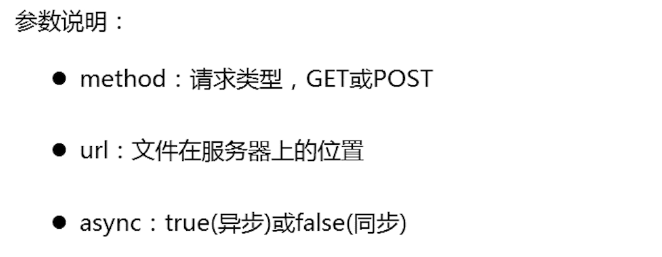 参数说明：
● method：请求类型，GET或POST
● url：文件在服务器上的位置
● async：true(异步)或false(同步)